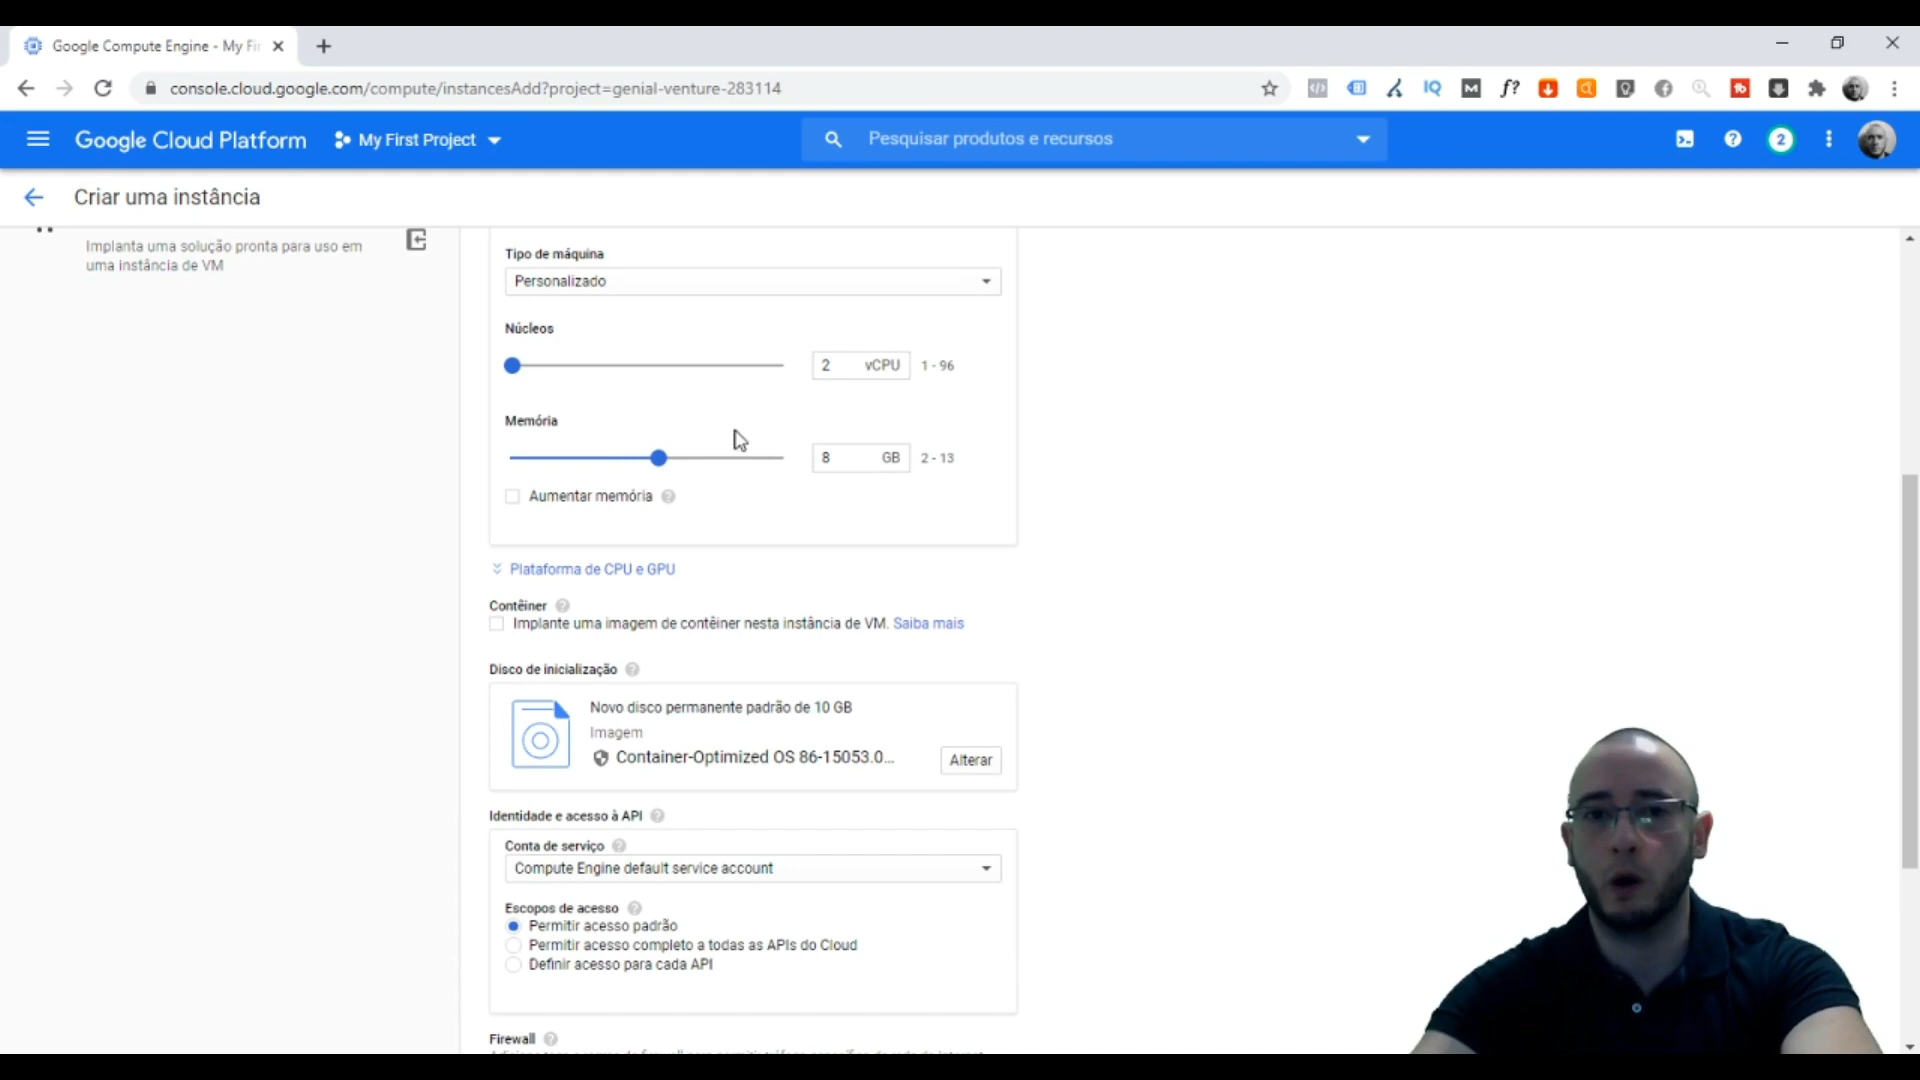 Google Compute Engine - My Fir
console.cloud.google.com/compute/instancesAdd?project=genial-venture-283114
Google Cloud Platform
My First Project
Pesquisar produtos e recursos
2
Criar uma instância
Implanta uma solução pronta para uso em
uma instância de VM
Tipo de máquina
Personalizado
Núcleos
2 vCPU 1 - 96
Memória
8 GB 2 - 13
Aumentar memória
Plataforma de CPU e GPU
Contêiner
Implante uma imagem de contêiner nesta instância de VM. Saiba mais
Disco de inicialização
Novo disco permanente padrão de 10 GB
Imagem
Container-Optimized OS 86-15053.0...
Alterar
Identidade e acesso à API
Conta de serviço
Compute Engine default service account
Escopos de acesso
Permitir acesso padrão
Permitir acesso completo a todas as APIs do Cloud
Definir acesso para cada API
Firewall